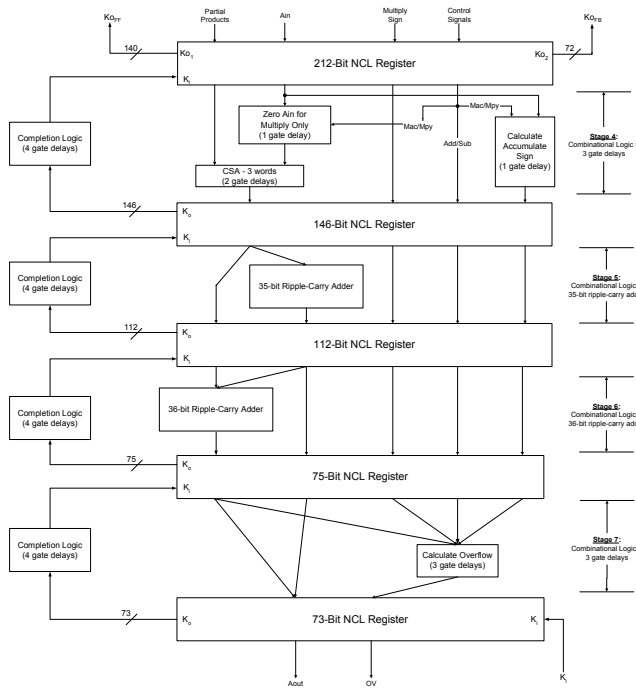 Ko_FF
Partial
Products
Ain
Multiply
Sign
Control
Signals
Ko_FB
140
Ko_1
Ko_2
72
212-Bit NCL Register
K_I
Completion Logic
(4 gate delays)
Zero Ain for
Multiply Only
(1 gate delay)
Mac/Mpy
Mac/Mpy
Add/Sub
Calculate
Accumulate
Sign
(1 gate delay)
Stage 4:
Combinational Logic =
3 gate delays
CSA - 3 words
(2 gate delays)
146
K_o
146-Bit NCL Register
K_I
Completion Logic
(4 gate delays)
35-bit Ripple-Carry Adder
Stage 5:
Combinational Logic
35-bit ripple-carry add
112
K_o
112-Bit NCL Register
K_I
Completion Logic
(4 gate delays)
36-bit Ripple-Carry Adder
Stage 6:
Combinational Logic
36-bit ripple-carry add
75
K_o
75-Bit NCL Register
K_I
Completion Logic
(4 gate delays)
Calculate Overflow
(3 gate delays)
Stage 7:
Combinational Logic
3 gate delays
73
K_o
73-Bit NCL Register
K_I
Aout
OV
K_I